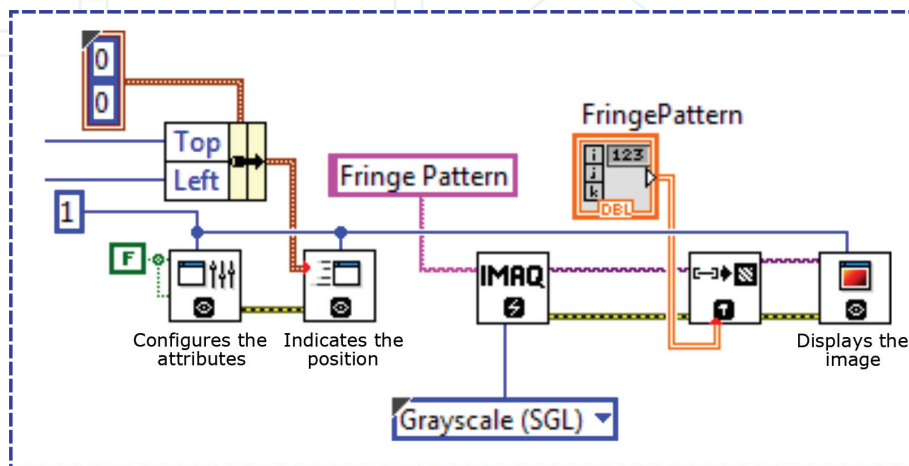 0
0
Top
Left
1
F
Configures the
attributes
Indicates the
position
Fringe Pattern
FringePattern
i
j
k
123
DBL
IMAQ
T
Displays the
image
Grayscale (SGL)